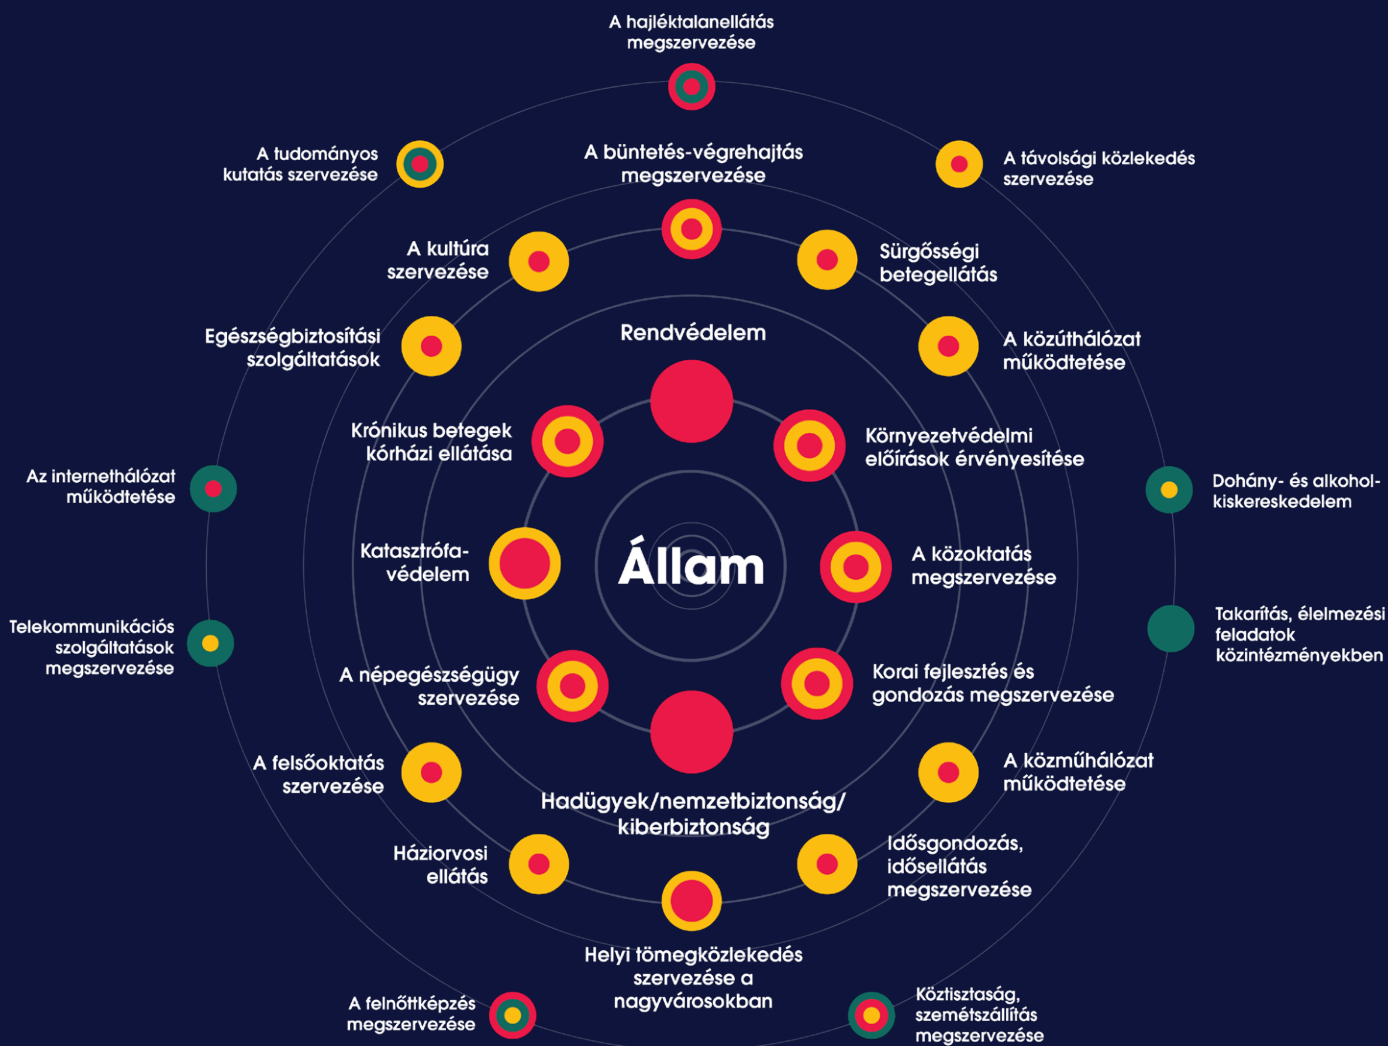 A hajléktalanellátás
megszervezése
A tudományos
kutatás szervezése
A büntetés-végrehajtás
megszervezése
A távolsági közlekedés
szervezése
A kultúra
szervezése
Sürgősségi
betegellátás
Egészségbiztosítási
szolgáltatások
Rendvédelem
A közúthálózat
működtetése
Krónikus betegek
kórházi ellátása
Környezetvédelmi
előírások érvényesítése
Az internethálózat
működtetése
Dohány- és alkohol-
kiskereskedelem
Katasztrófa-
védelem
Állam
A közoktatás
megszervezése
Telekommunikációs
szolgáltatások
megszervezése
Takarítás, élelmezési
feladatok
közintézményekben
A népegészségügy
szervezése
Korai fejlesztés és
gondozás megszervezése
A felsőoktatás
szervezése
Hadügyek/nemzetbiztonság/
kiberbiztonság
A közműhálózat
működtetése
Háziorvosi
ellátás
Idősgondozás,
idősellátás
megszervezése
Helyi tömegközlekedés
szervezése a
nagyvárosokban
A felnőttképzés
megszervezése
Köztisztaság,
szemétszállítás
megszervezése